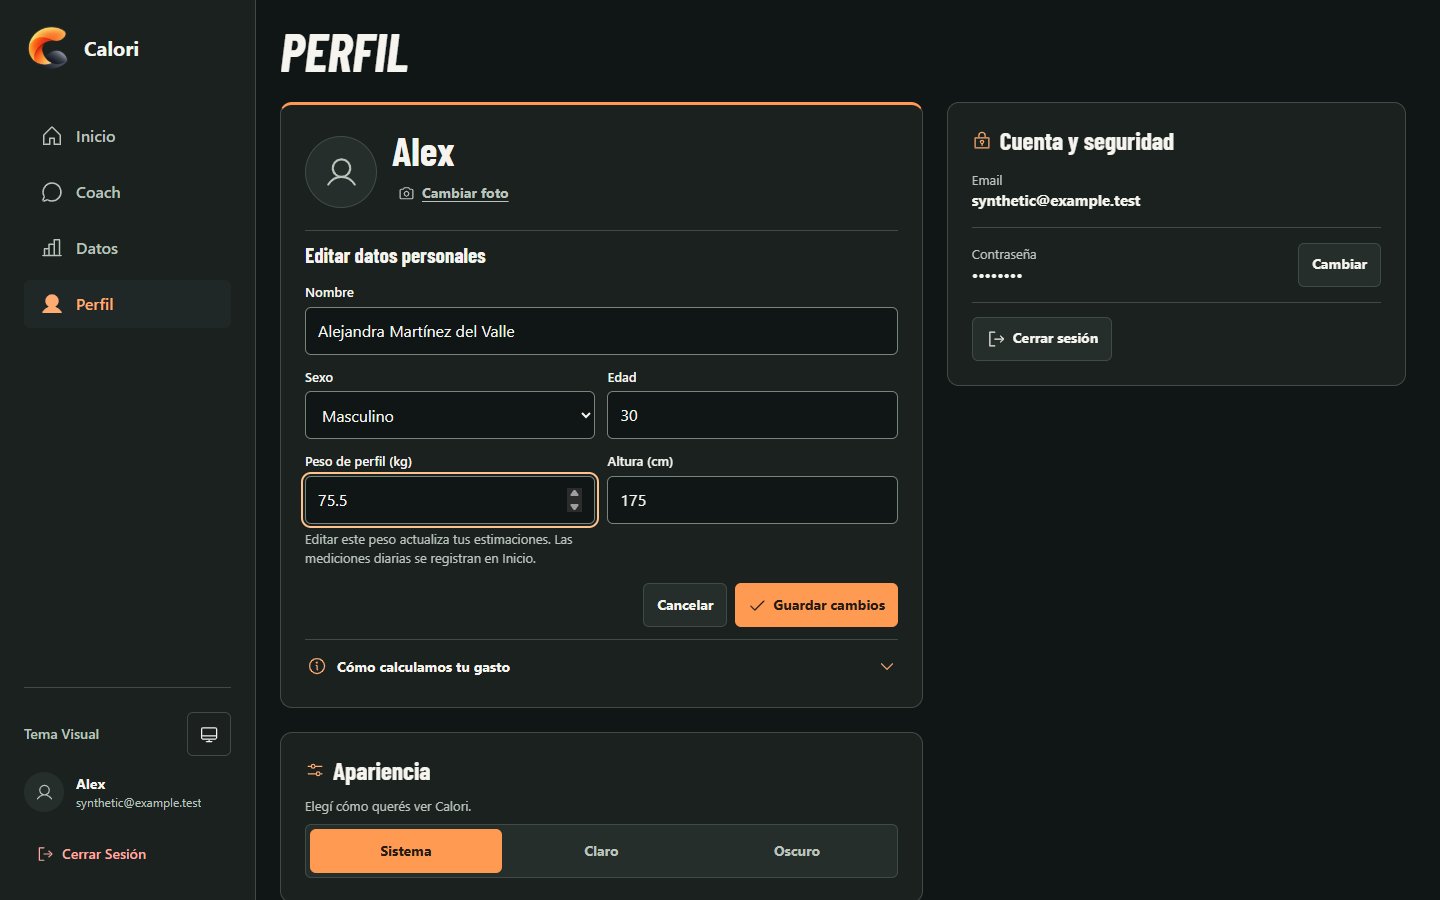 Calori
Inicio
Coach
Datos
Perfil
Tema Visual
Alex
synthetic@example.test
Cerrar Sesión
PERFIL
Alex
Cambiar foto
Editar datos personales
Nombre
Alejandra Martínez del Valle
Sexo
Edad
Masculino
30
Peso de perfil (kg)
Altura (cm)
75.5
175
Editar este peso actualiza tus estimaciones. Las
mediciones diarias se registran en Inicio.
Cancelar
Guardar cambios
Cómo calculamos tu gasto
Apariencia
Elegí cómo querés ver Calori.
Sistema
Claro
Oscuro
Cuenta y seguridad
Email
synthetic@example.test
Contraseña
••••••••
Cambiar
Cerrar sesión